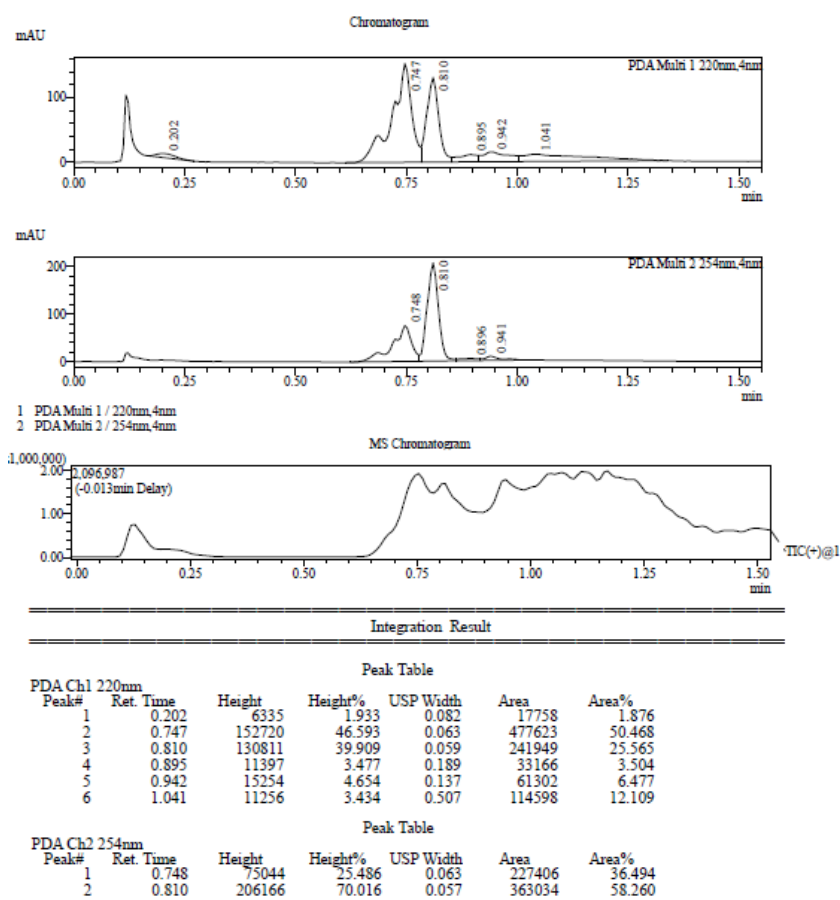 Chromatogram
mAU
PDA Multi 1 220nm,4nm
0.202
0.747
0.810
0.895
0.942
1.041
100
0
0.00 0.25 0.50 0.75 1.00 1.25 1.50
min
mAU
PDA Multi 2 254nm,4nm
0.748
0.810
0.896
0.941
200
100
0
0.00 0.25 0.50 0.75 1.00 1.25 1.50
min
1 PDA Multi 1 / 220nm,4nm
2 PDA Multi 2 / 254nm,4nm
MS Chromatogram
1,000,000)
2,096,987
(-0.013min Delay)
2.00
1.00
0.00
TIC(+)@1
0.00 0.25 0.50 0.75 1.00 1.25 1.50
min
Integration Result
Peak Table
PDA Ch1 220nm
Peak# Ret. Time Height Height% USP Width Area Area%
1 0.202 6335 1.933 0.082 17758 1.876
2 0.747 152720 46.593 0.063 477623 50.468
3 0.810 130811 39.909 0.059 241949 25.565
4 0.895 11397 3.477 0.189 33166 3.504
5 0.942 15254 4.654 0.137 61302 6.477
6 1.041 11256 3.434 0.507 114598 12.109
Peak Table
PDA Ch2 254nm
Peak# Ret. Time Height Height% USP Width Area Area%
1 0.748 75044 25.486 0.063 227406 36.494
2 0.810 206166 70.016 0.057 363034 58.260